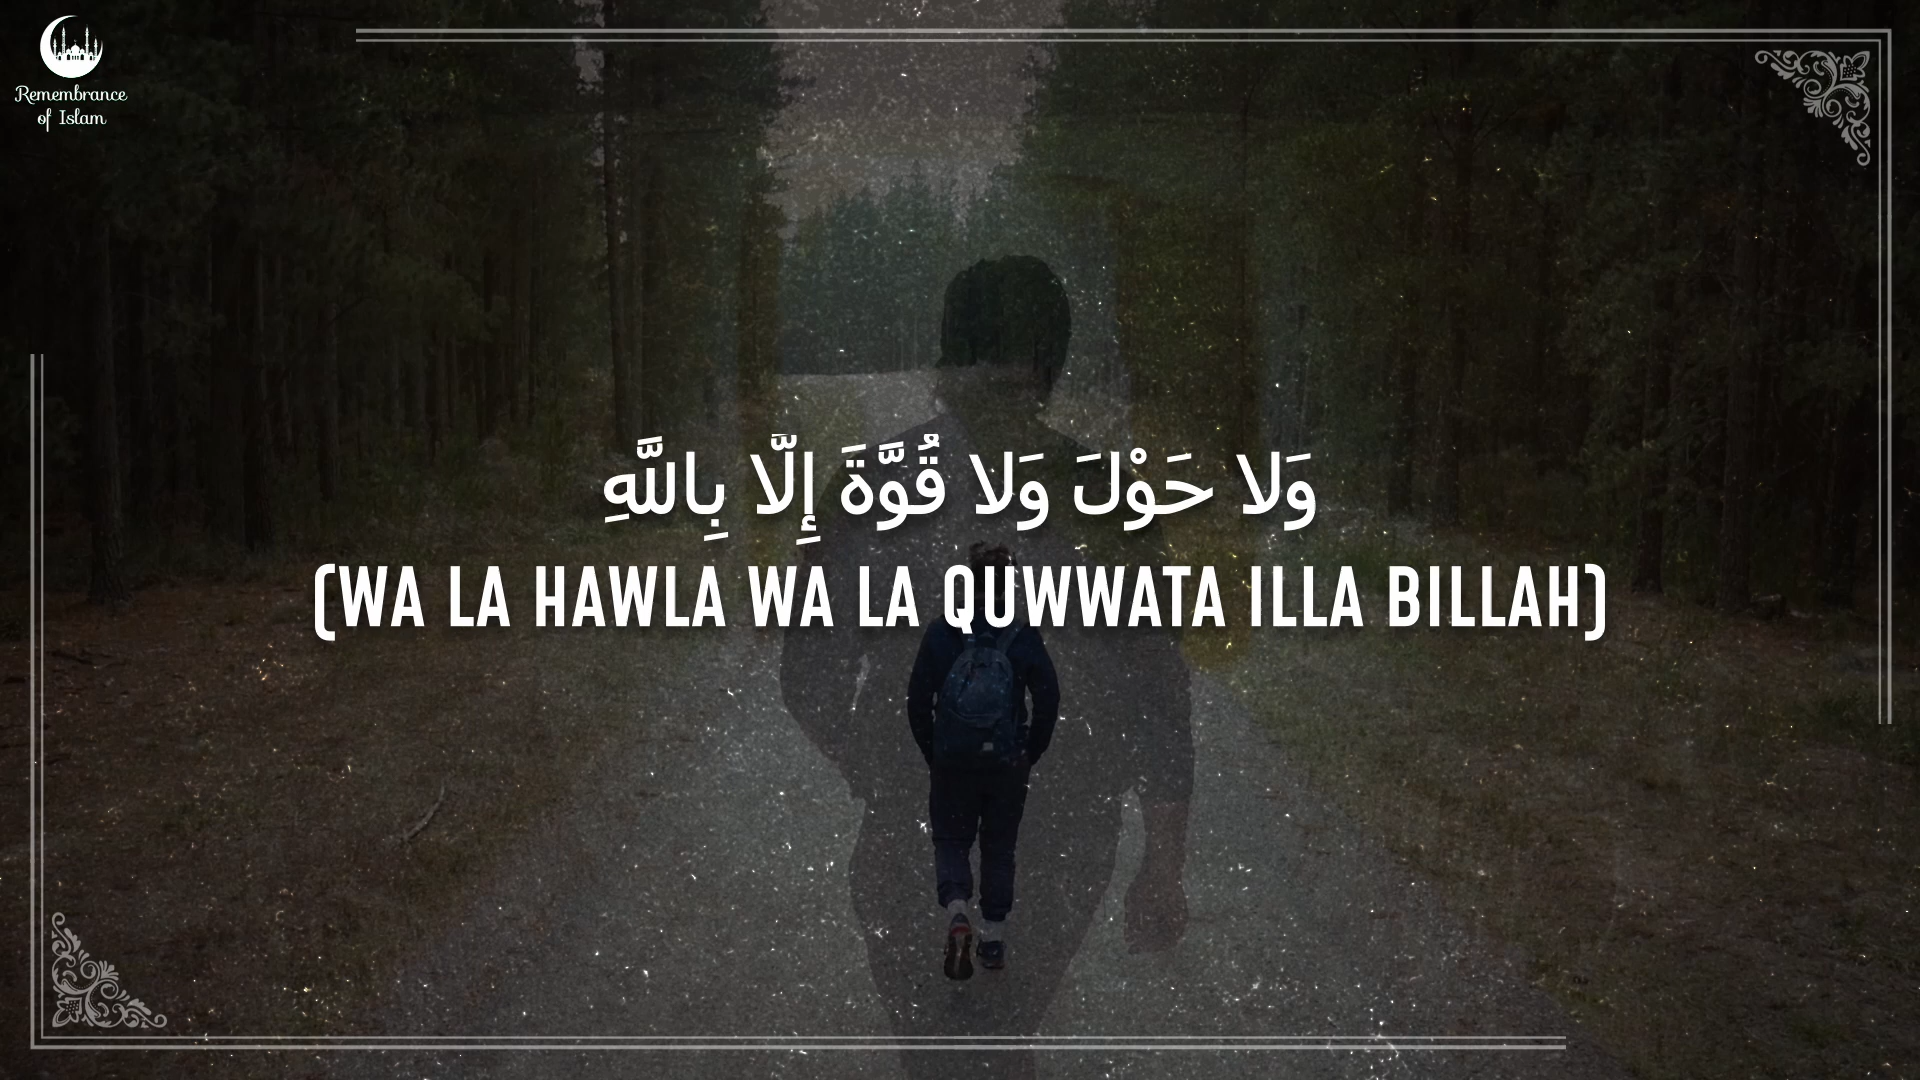 Remembrance
of Islam
وَلا حَوْلَ وَلا قُوَّةَ إِلَّا بِاللَّهِ
(WA LA HAWLA WA LA QUWWATA ILLA BILLAH)